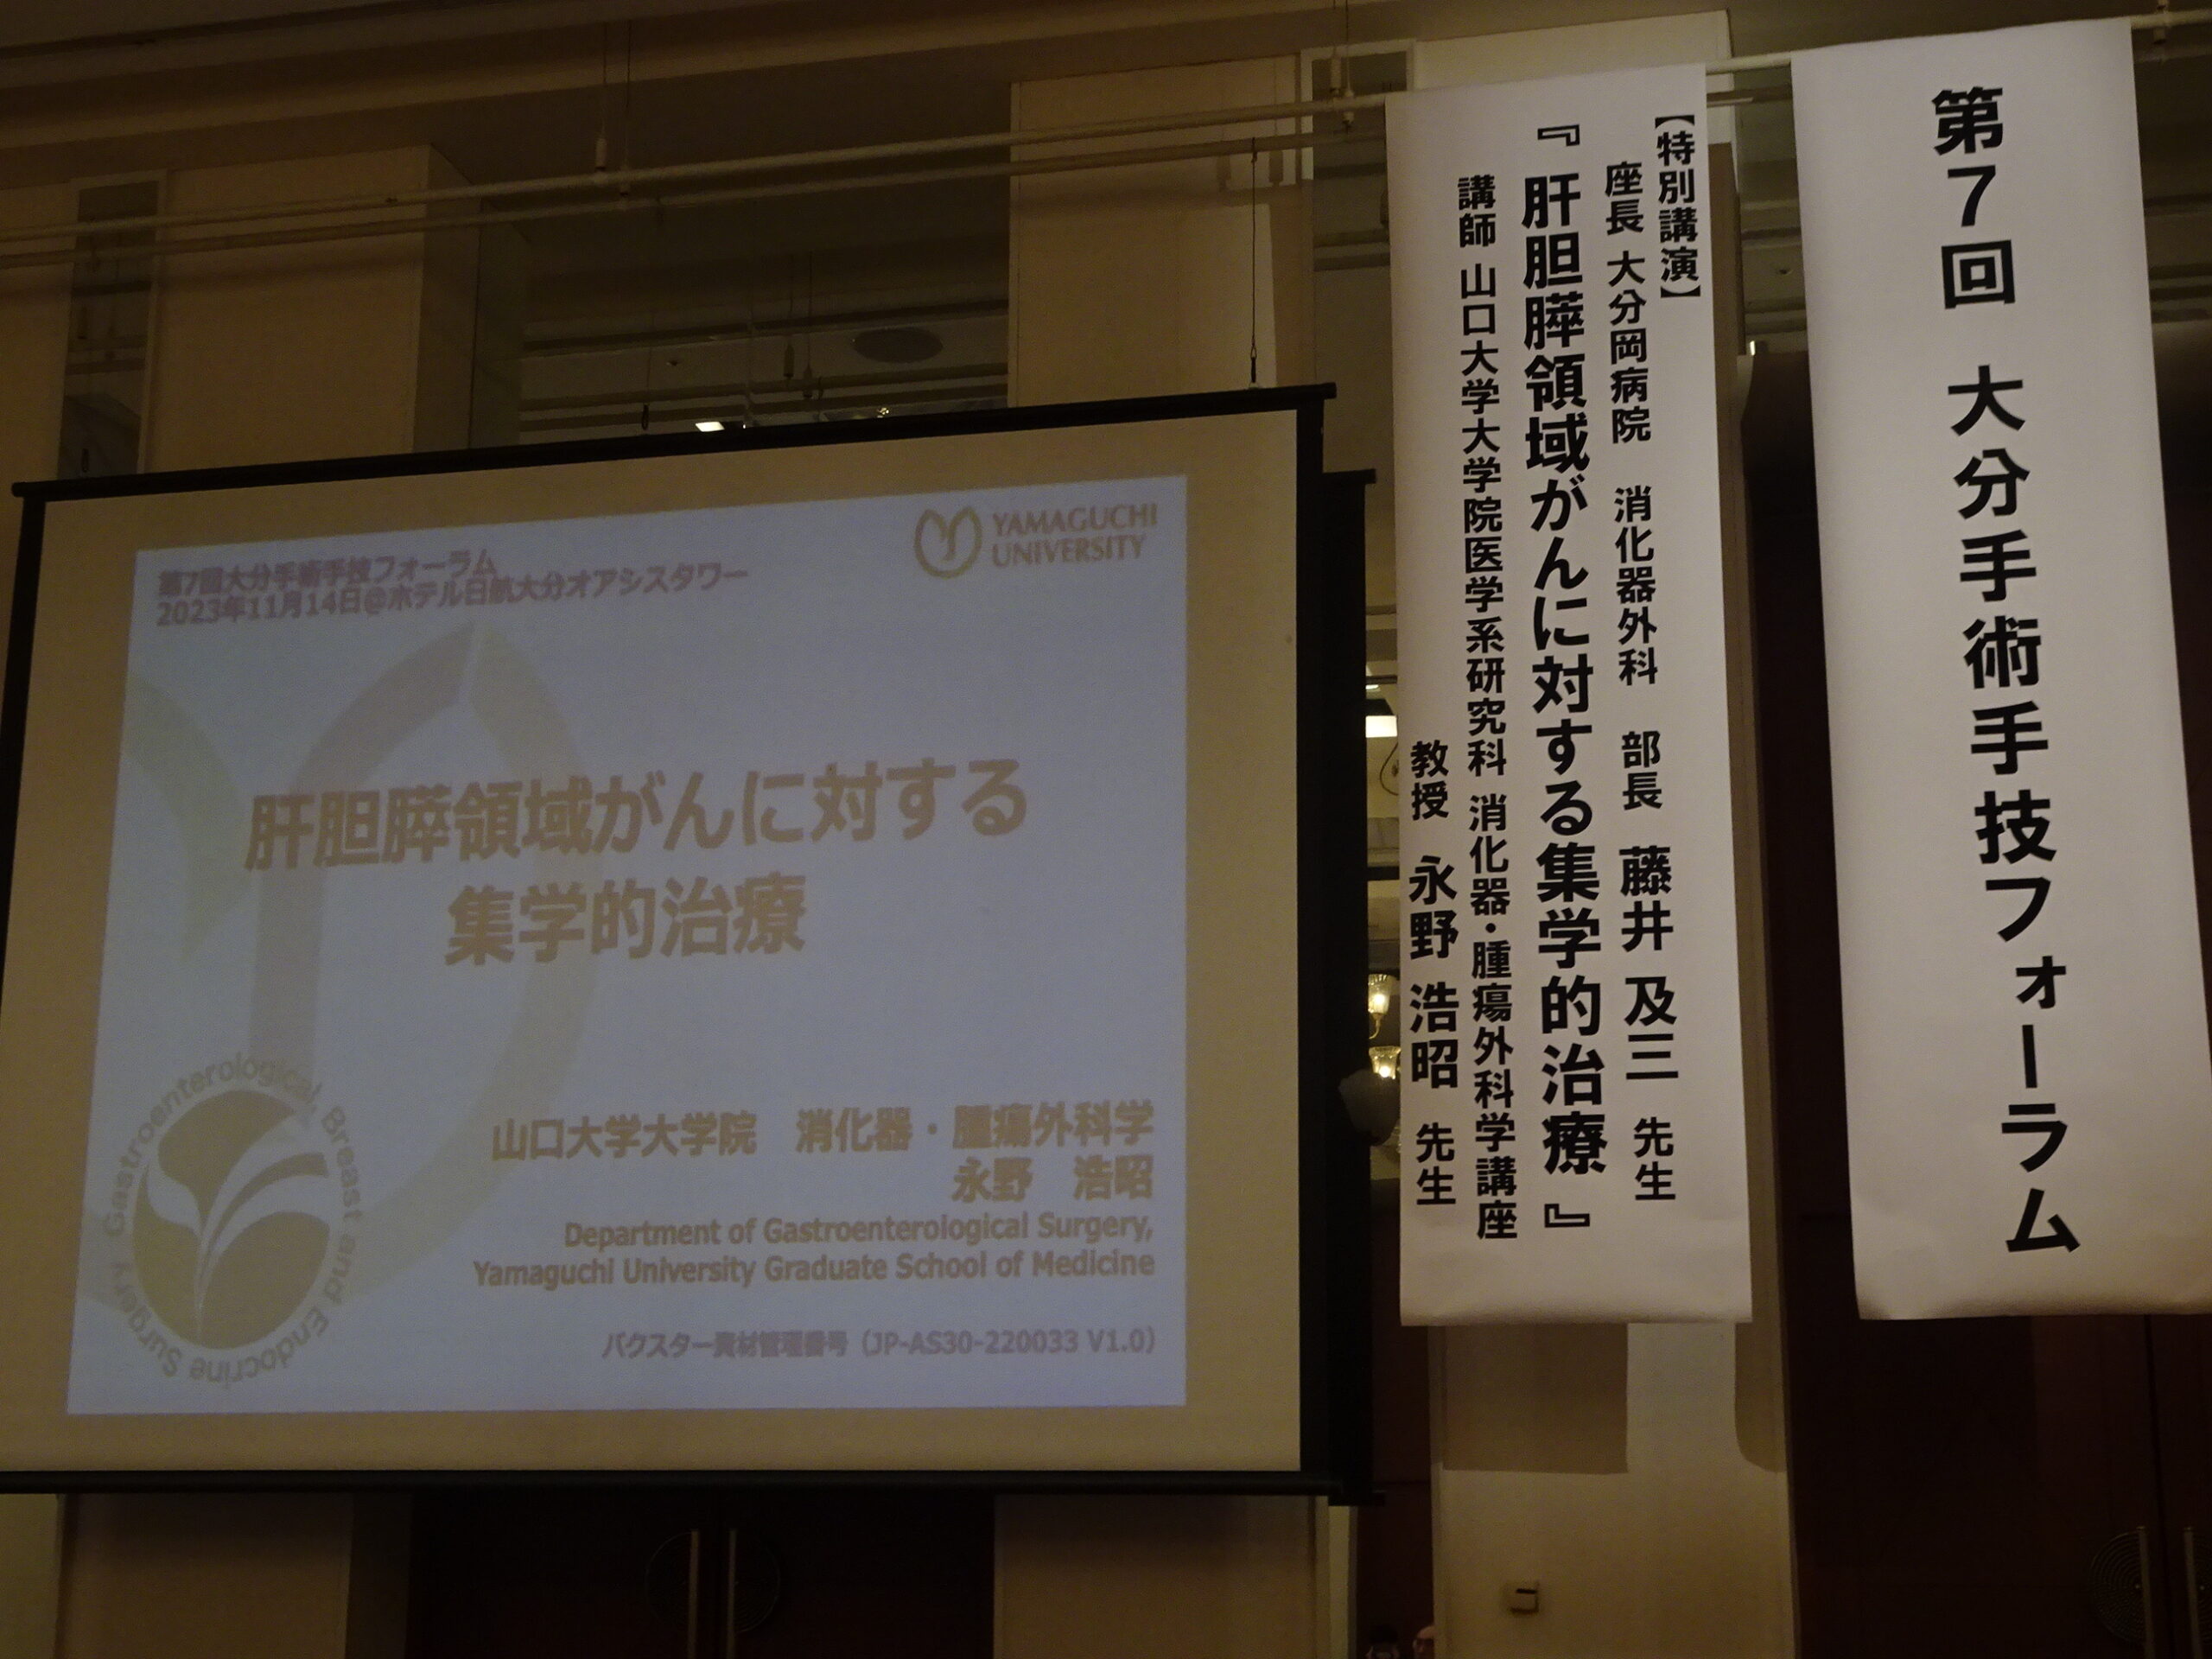 第7回 大分手術手技フォーラム
【特別講演】
座長 大分岡病院 消化器外科 部長 藤井 及三 先生
『肝胆膵領域がんに対する集学的治療』
講師 山口大学大学院医学系研究科 消化器・腫瘍外科学講座
教授 永野 浩昭 先生
第7回大分手術手技フォーラム
2023年11月14日@ホテル日航大分オアシスタワー
YAMAGUCHI
UNIVERSITY
肝胆膵領域がんに対する
集学的治療
山口大学大学院 消化器・腫瘍外科学
永野 浩昭
Department of Gastroenterological Surgery,
Yamaguchi University Graduate School of Medicine
バクスター資材管理番号（JP-AS30-220033 V1.0）
Gastroenterological, Breast and Endocrine Surgery